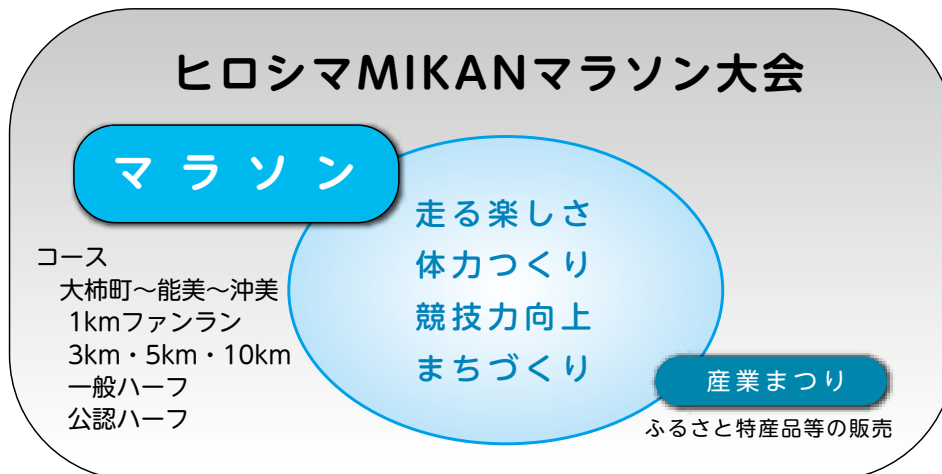 ヒロシマMIKANマラソン大会
マラソン
走る楽しさ
体力つくり
競技力向上
まちづくり
コース
大柿町～能美～沖美
1kmファンラン
3km・5km・10km
一般ハーフ
公認ハーフ
産業まつり
ふるさと特産品等の販売